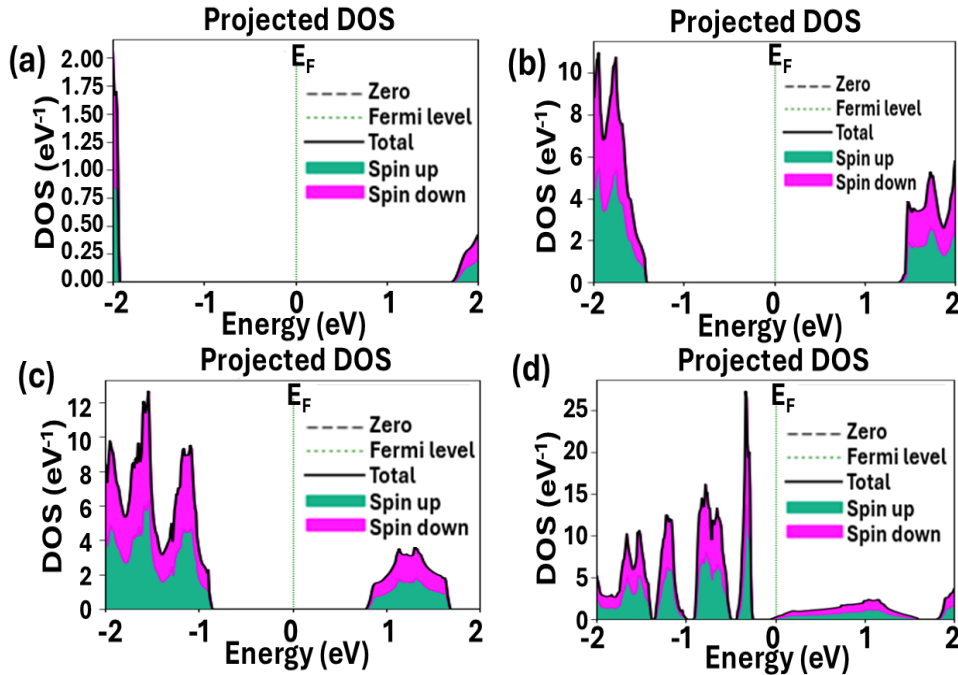 Projected DOS
(a)
E_F
2.00
1.75
1.50
1.25
1.00
0.75
0.50
0.25
0.00
DOS (eV⁻¹)
Zero
Fermi level
Total
Spin up
Spin down
-2 -1 0 1 2
Energy (eV)
Projected DOS
(b)
E_F
10
8
6
4
2
0
DOS (eV⁻¹)
Zero
Fermi level
Total
Spin up
Spin down
-2 -1 0 1 2
Energy (eV)
Projected DOS
(c)
E_F
12
10
8
6
4
2
0
DOS (eV⁻¹)
Zero
Fermi level
Total
Spin up
Spin down
-2 -1 0 1 2
Energy (eV)
Projected DOS
(d)
E_F
25
20
15
10
5
0
DOS (eV⁻¹)
Zero
Fermi level
Total
Spin up
Spin down
-2 -1 0 1 2
Energy (eV)